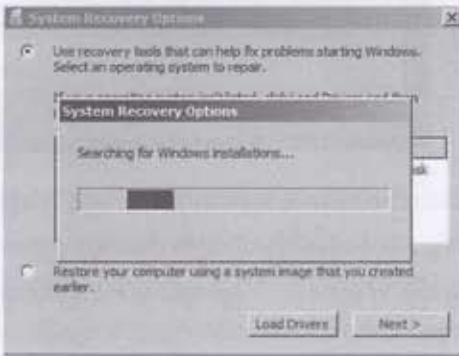 System Recovery Options
Use recovery tools that can help fix problems starting Windows.
Select an operating system to repair.
System Recovery Options
Searching for Windows installations...
Restore your computer using a system image that you created
earlier.
Load Drivers
Next >